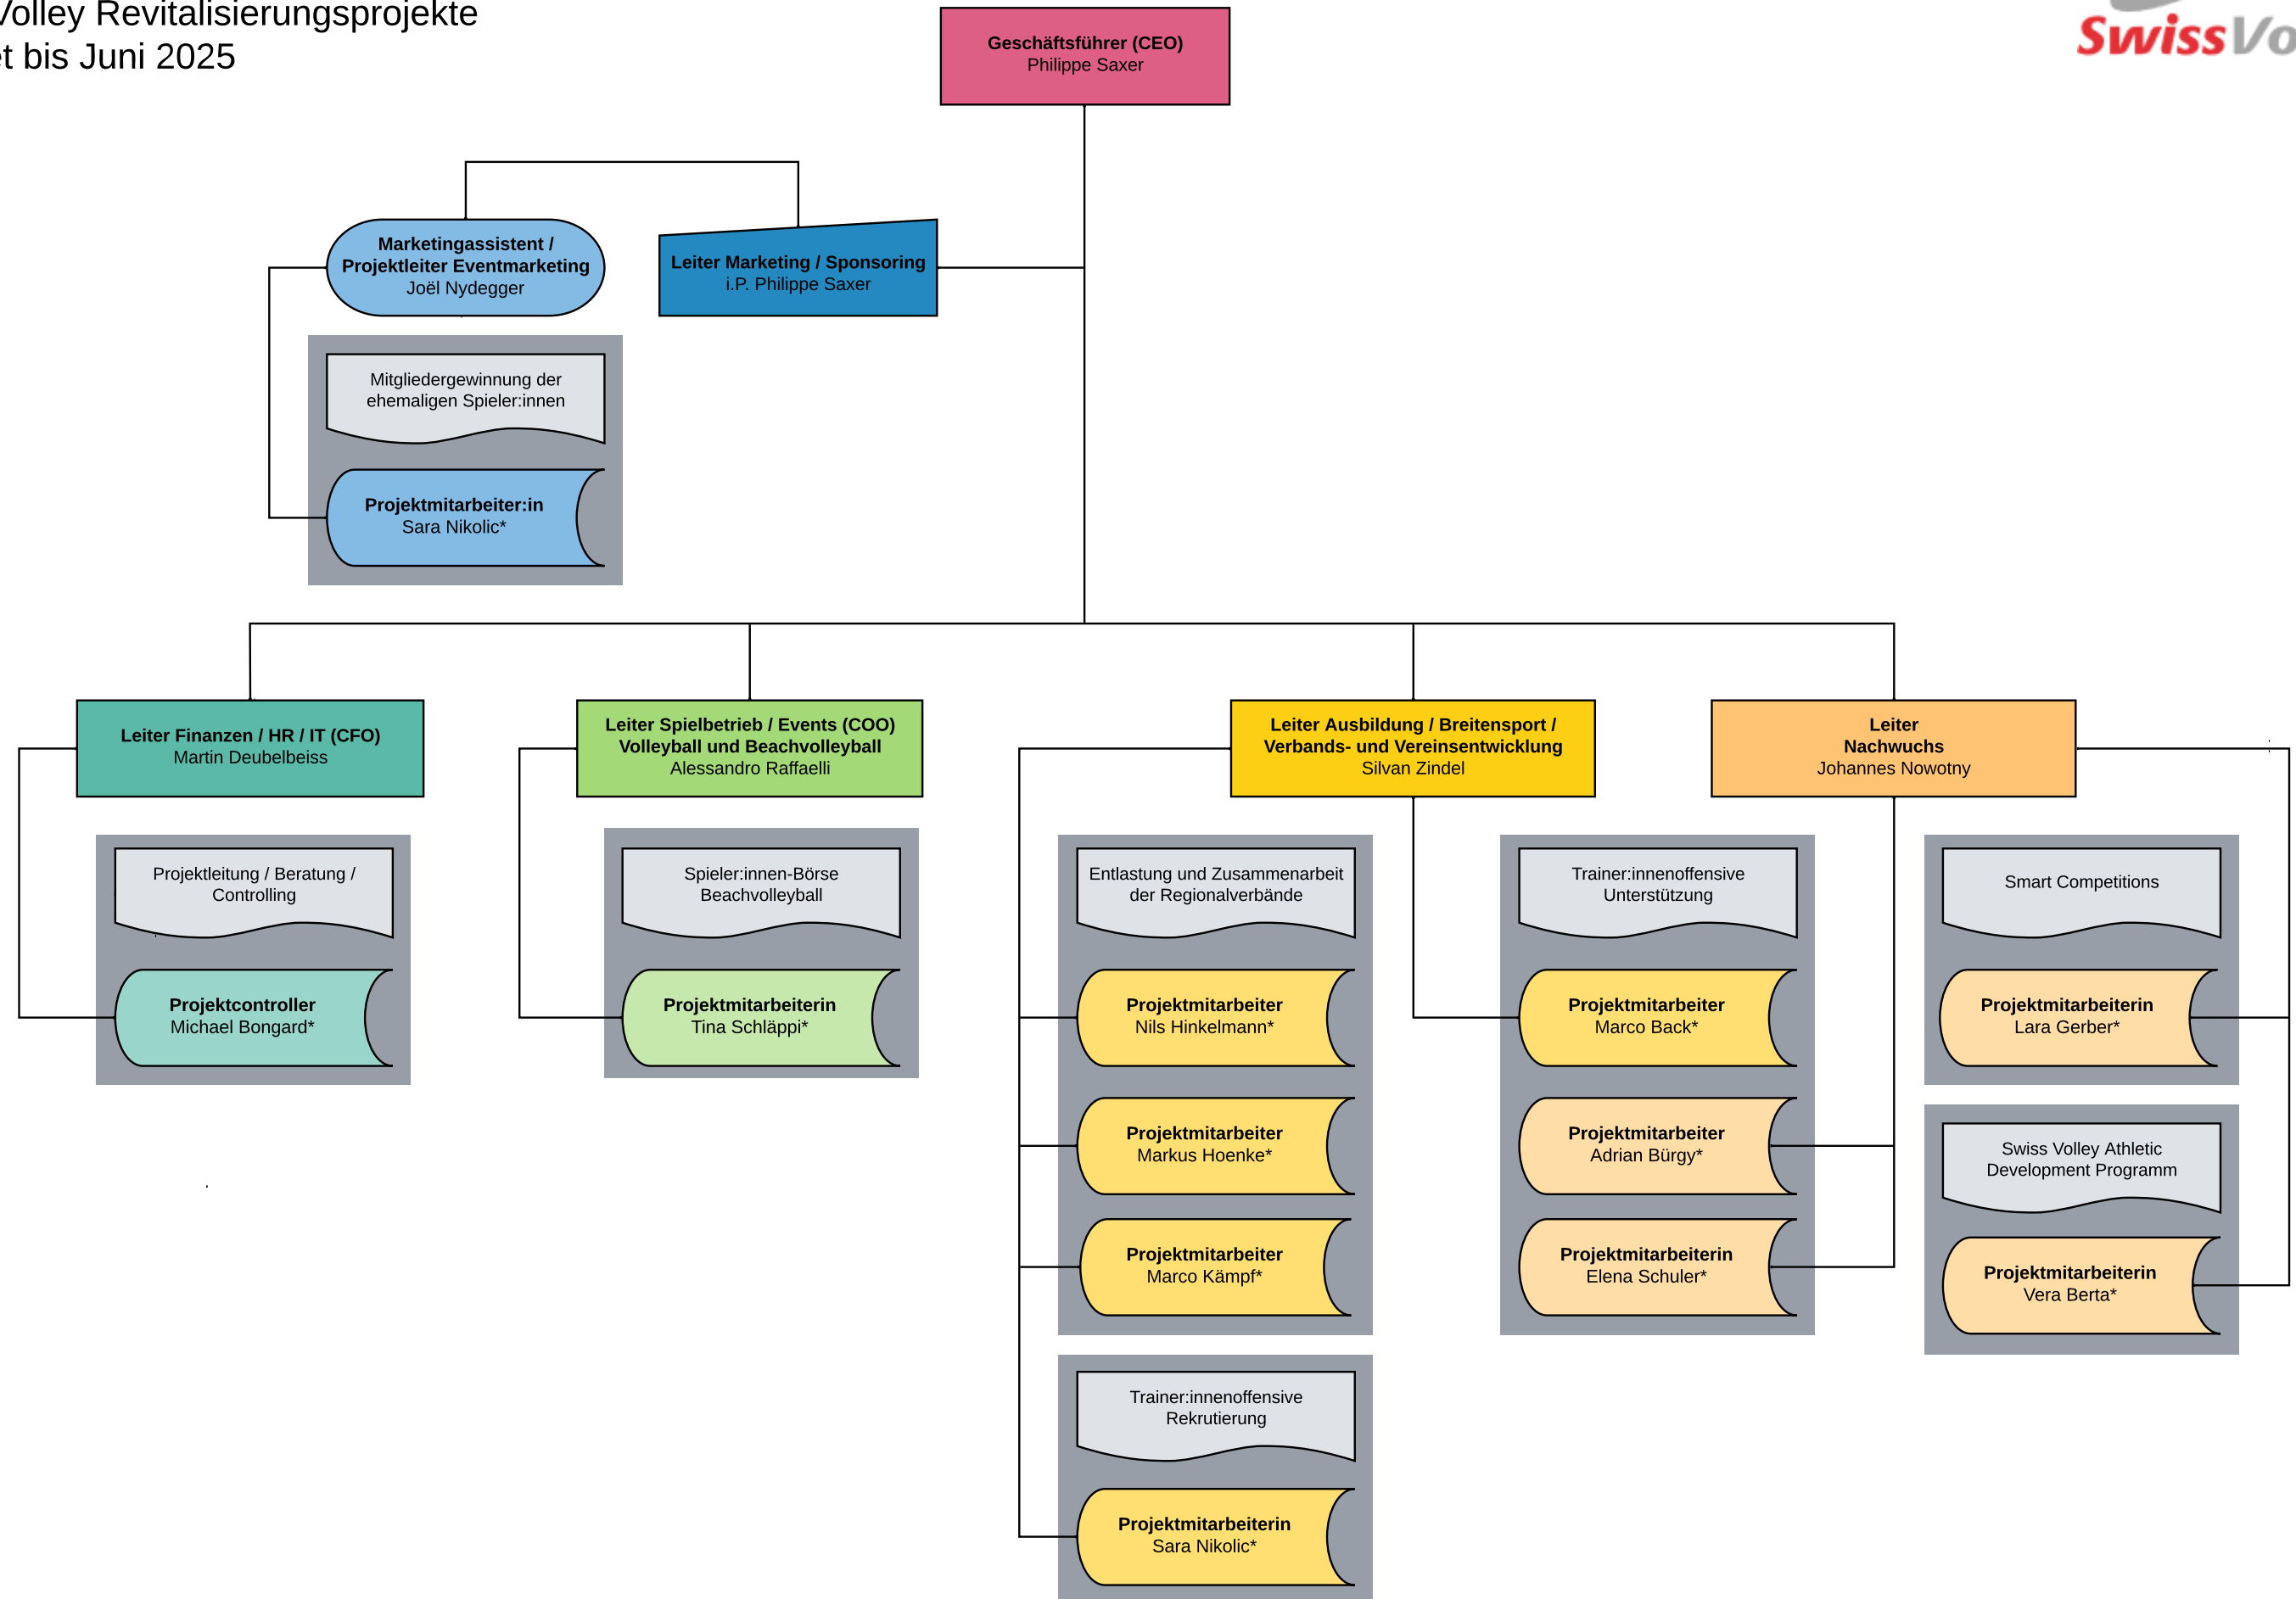 Volley Revitalisierungsprojekte
bis Juni 2025
Swiss
Geschäftsführer (CEO)
Philippe Saxer
Marketingassistent /
Projektleiter Eventmarketing
Joël Nydegger
Leiter Marketing / Sponsoring
i.P. Philippe Saxer
Mitgliedergewinnung der
ehemaligen Spieler:innen
Projektmitarbeiter:in
Sara Nikolic*
Leiter Finanzen / HR / IT (CFO)
Martin Deubelbeiss
Leiter Spielbetrieb / Events (COO)
Volleyball und Beachvolleyball
Alessandro Raffaelli
Leiter Ausbildung / Breitensport /
Verbands- und Vereinsentwicklung
Silvan Zindel
Leiter
Nachwuchs
Johannes Nowotny
Projektleitung / Beratung /
Controlling
Projektcontroller
Michael Bongard*
Spieler:innen-Börse
Beachvolleyball
Projektmitarbeiterin
Tina Schläppi*
Entlastung und Zusammenarbeit
der Regionalverbände
Projektmitarbeiter
Nils Hinkelmann*
Projektmitarbeiter
Markus Hoenke*
Projektmitarbeiter
Marco Kämpf*
Trainer:innenoffensive
Rekrutierung
Projektmitarbeiterin
Sara Nikolic*
Trainer:innenoffensive
Unterstützung
Projektmitarbeiter
Marco Back*
Projektmitarbeiter
Adrian Bürgy*
Projektmitarbeiterin
Elena Schuler*
Smart Competitions
Projektmitarbeiterin
Lara Gerber*
Swiss Volley Athletic
Development Programm
Projektmitarbeiterin
Vera Berta*